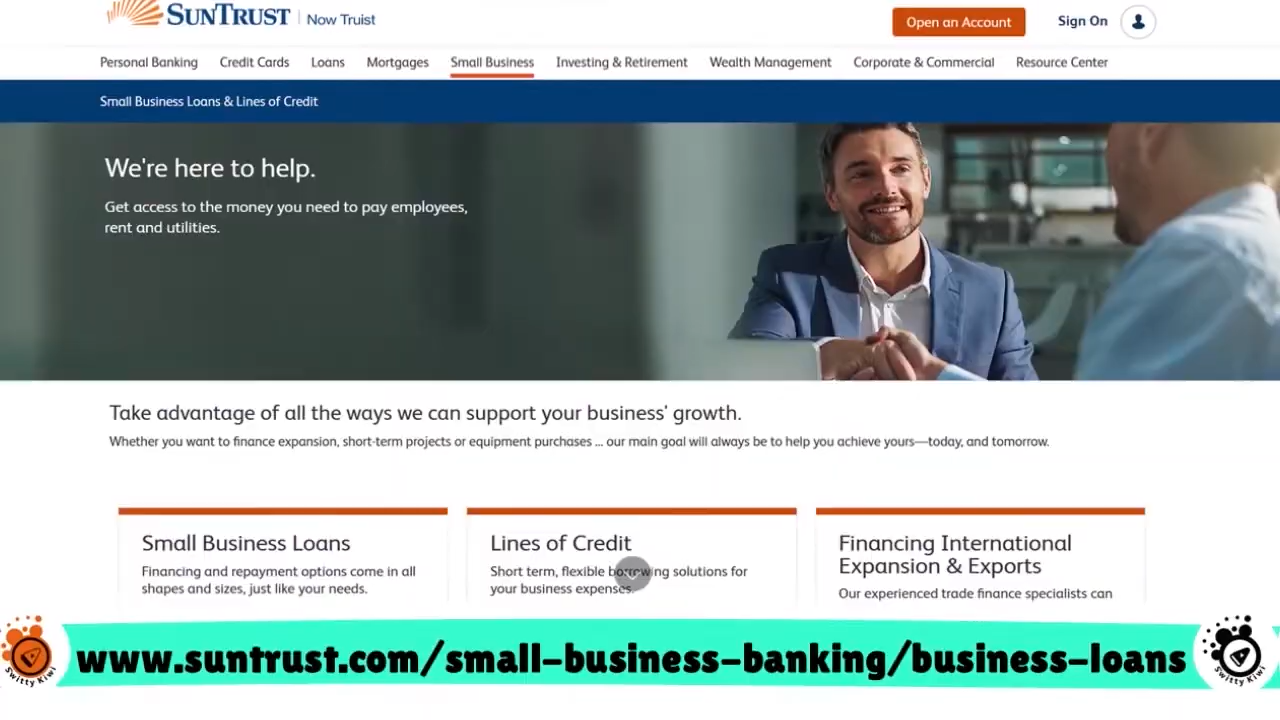 SUNTRUST | Now Truist
Open an Account
Sign On
Personal Banking
Credit Cards
Loans
Mortgages
Small Business
Investing & Retirement
Wealth Management
Corporate & Commercial
Resource Center
Small Business Loans & Lines of Credit
We're here to help.
Get access to the money you need to pay employees,
rent and utilities.
Take advantage of all the ways we can support your business' growth.
Whether you want to finance expansion, short-term projects or equipment purchases ... our main goal will always be to help you achieve yours—today, and tomorrow.
Small Business Loans
Financing and repayment options come in all
shapes and sizes, just like your needs.
Lines of Credit
Short term, flexible borrowing solutions for
your business expenses.
Financing International
Expansion & Exports
Our experienced trade finance specialists can
www.suntrust.com/small-business-banking/business-loans
Switty Kiwi
Switty Kiwi